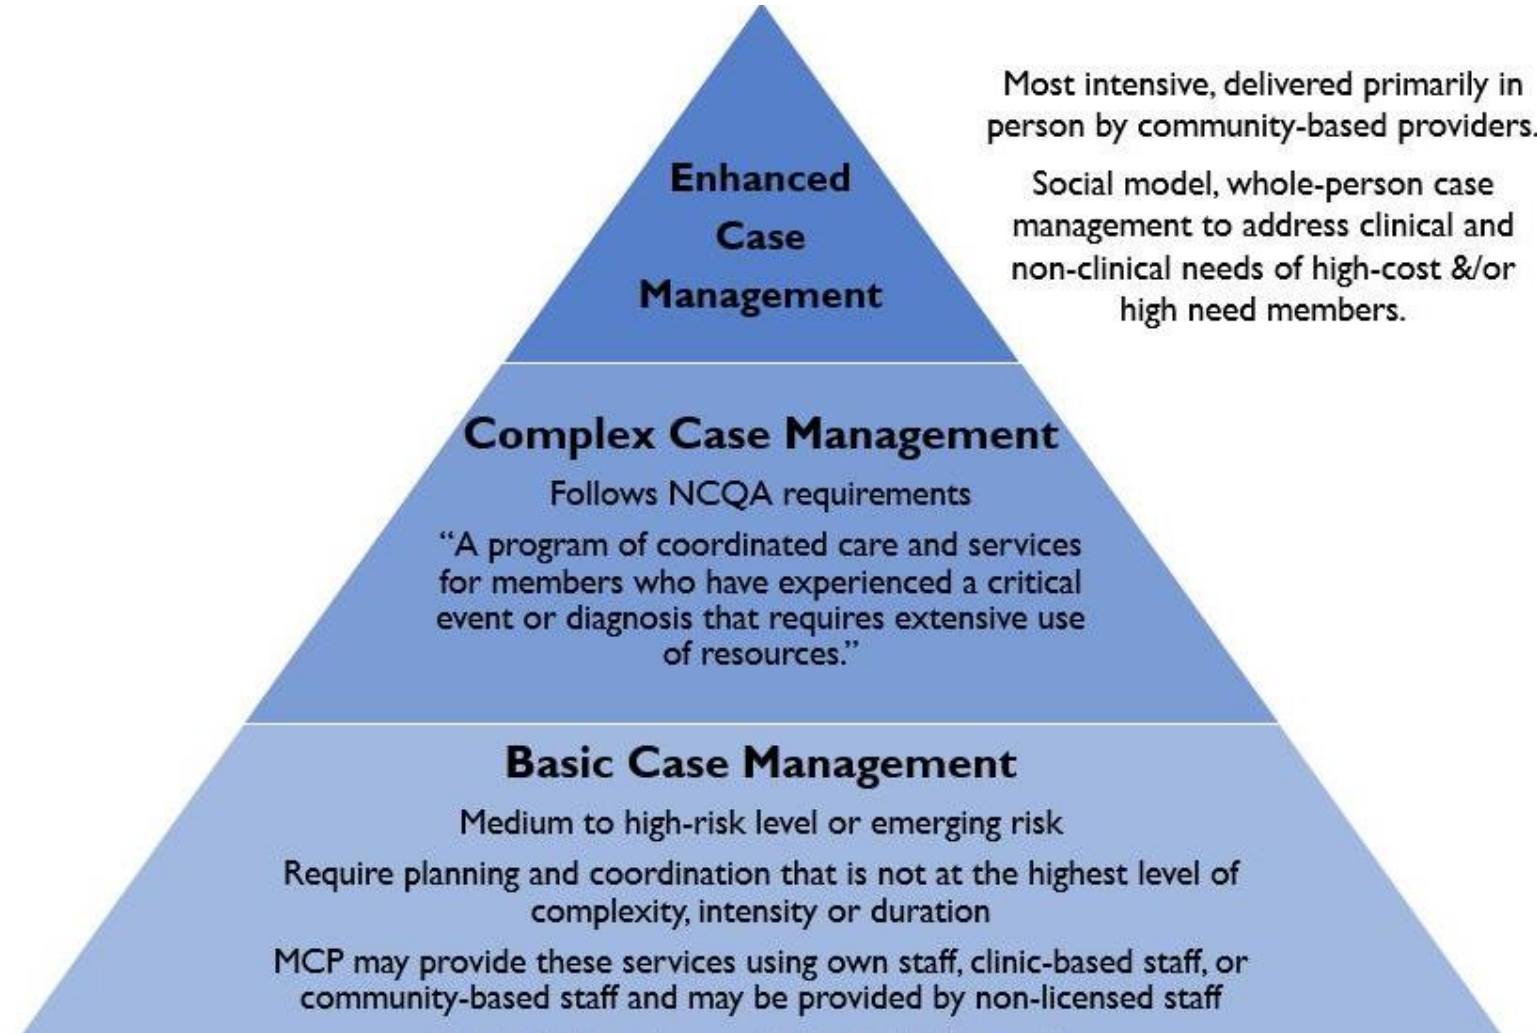 Most intensive, delivered primarily in
person by community-based providers.
Social model, whole-person case
management to address clinical and
non-clinical needs of high-cost &/or
high need members.
Enhanced
Case
Management
Complex Case Management
Follows NCQA requirements
“A program of coordinated care and services
for members who have experienced a critical
event or diagnosis that requires extensive use
of resources.”
Basic Case Management
Medium to high-risk level or emerging risk
Require planning and coordination that is not at the highest level of
complexity, intensity or duration
MCP may provide these services using own staff, clinic-based staff, or
community-based staff and may be provided by non-licensed staff